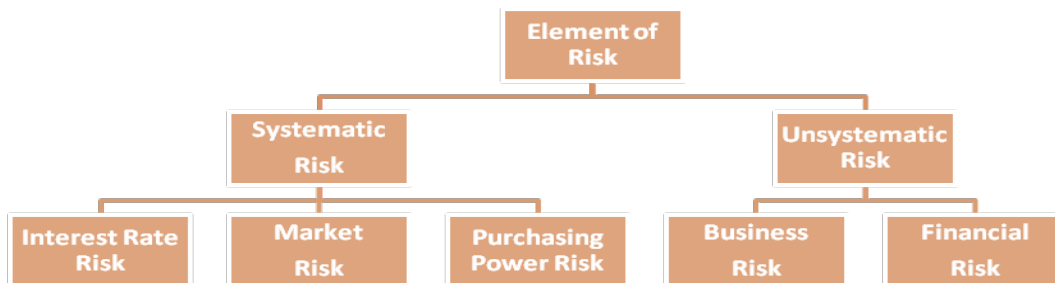 Element of
Risk
Systematic
Risk
Unsystematic
Risk
Interest Rate
Risk
Market
Risk
Purchasing
Power Risk
Business
Risk
Financial
Risk